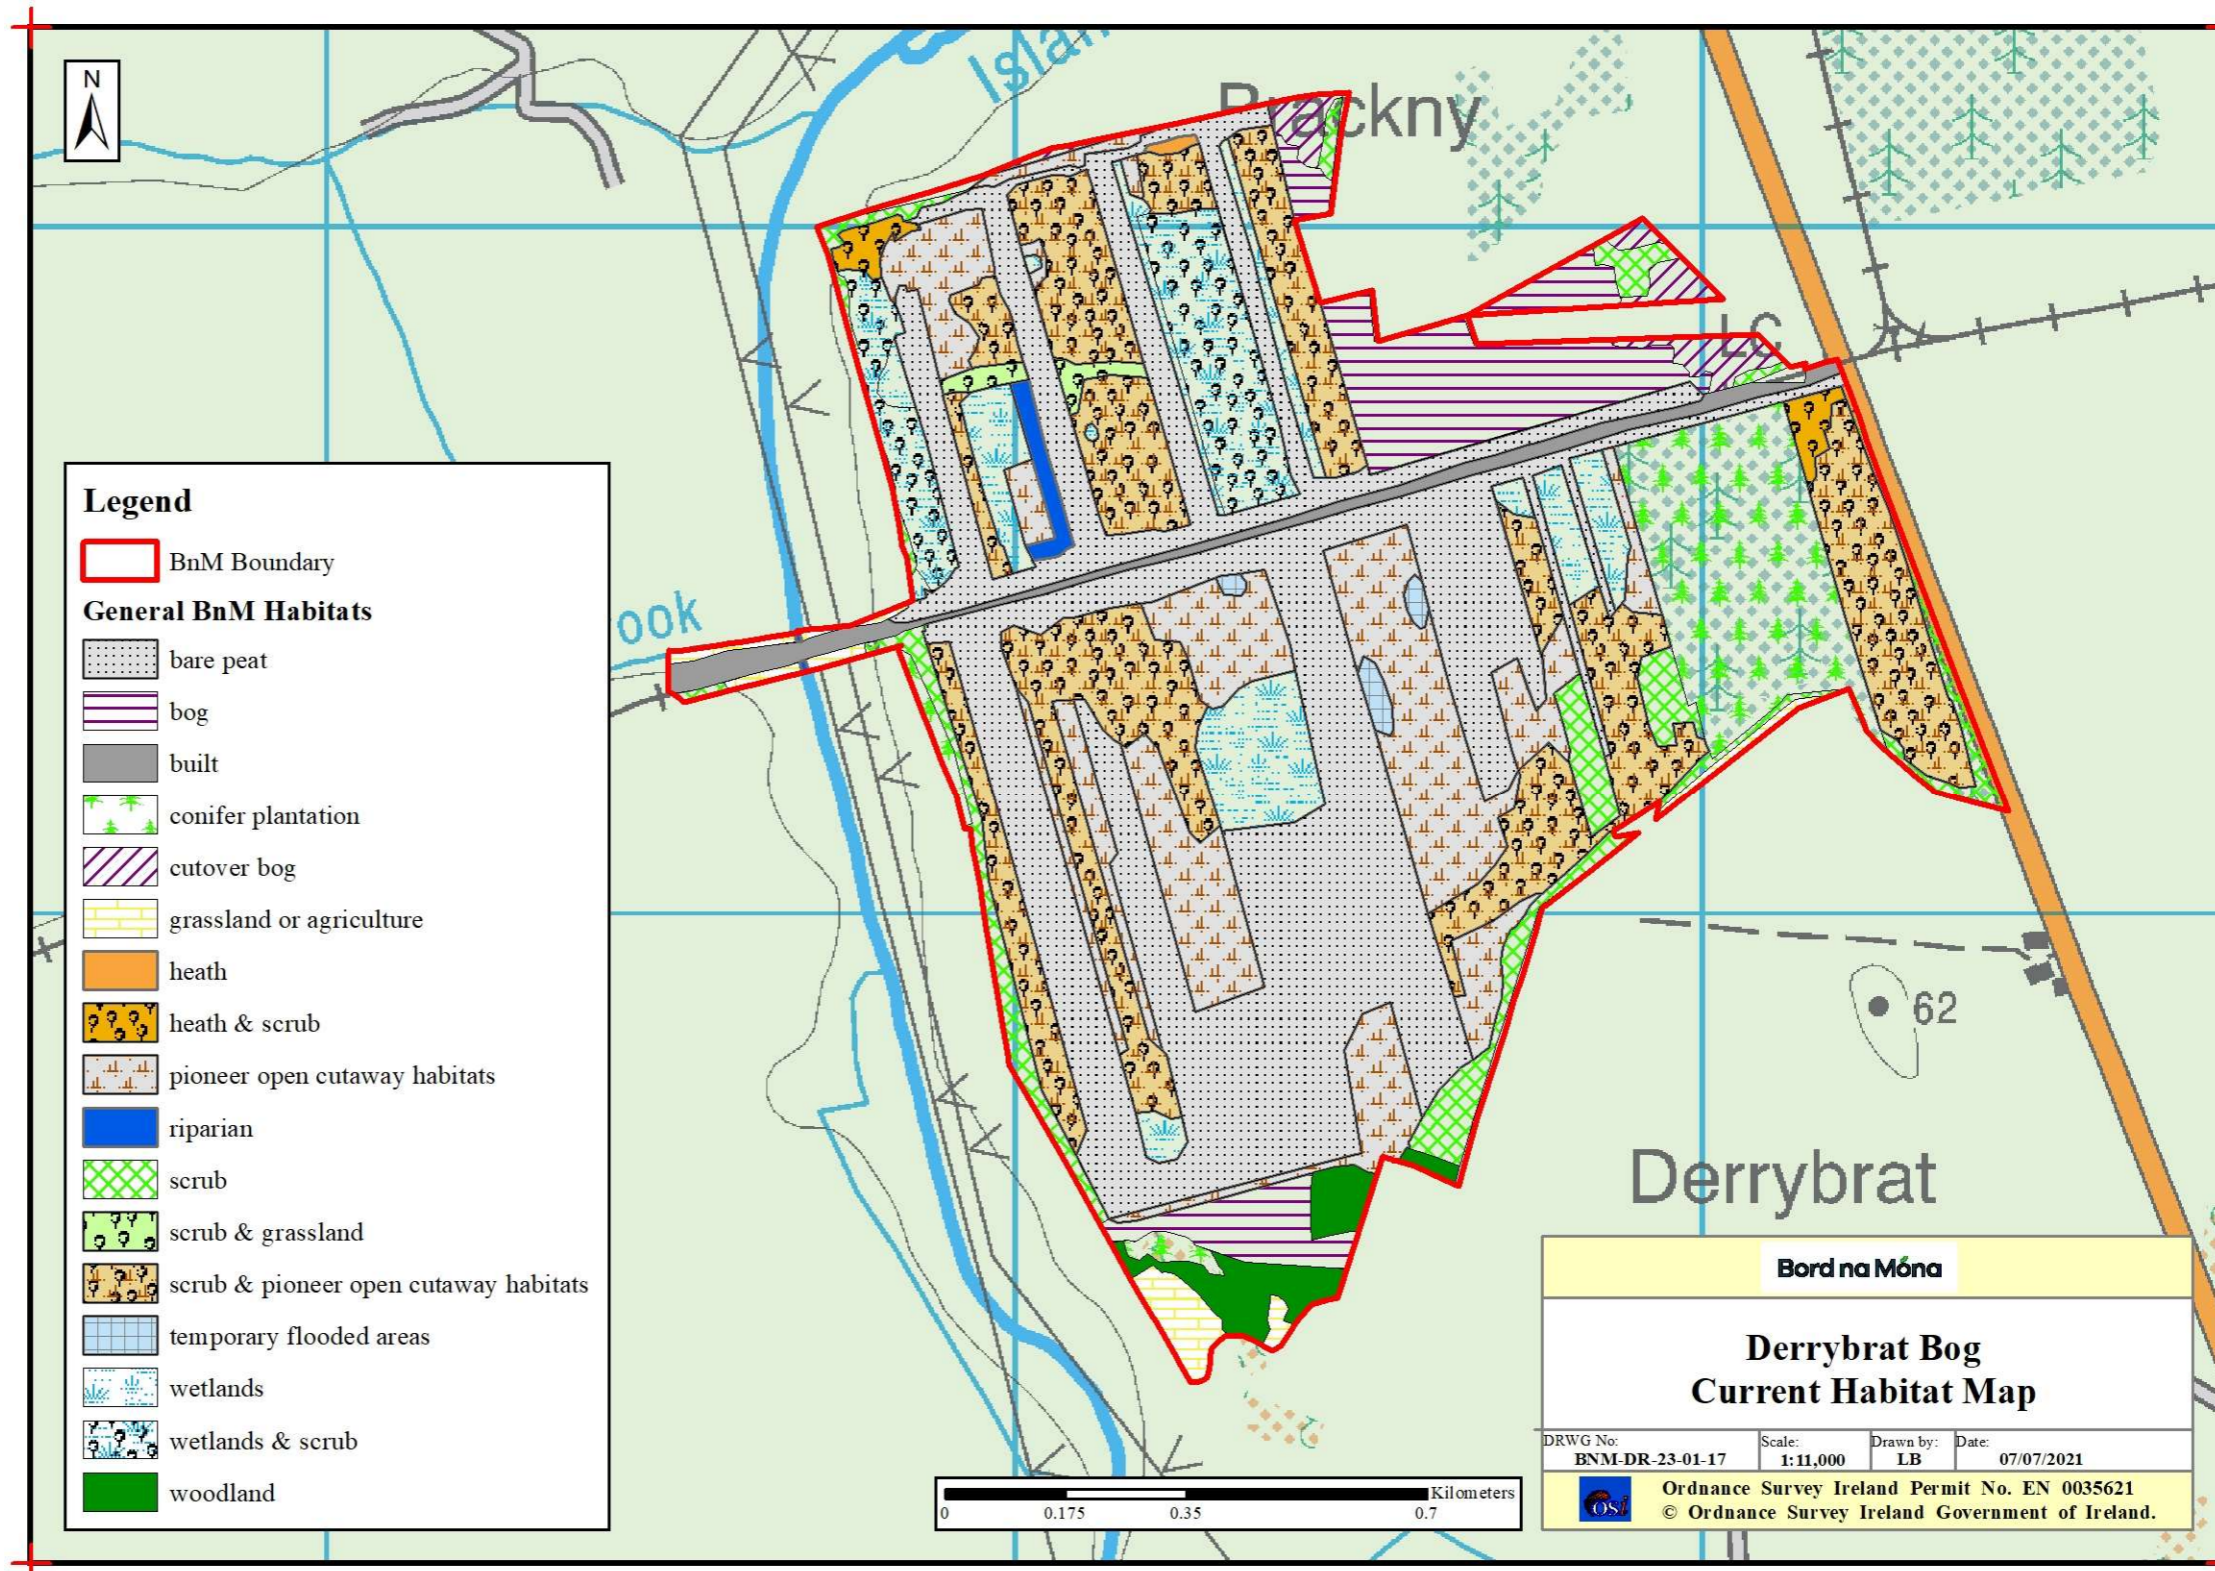 N
Brackny
LC
ook
62
Derrybrat
Legend
BnM Boundary
General BnM Habitats
bare peat
bog
built
conifer plantation
cutover bog
grassland or agriculture
heath
heath & scrub
pioneer open cutaway habitats
riparian
scrub
scrub & grassland
scrub & pioneer open cutaway habitats
temporary flooded areas
wetlands
wetlands & scrub
woodland
Kilometers
0 0.175 0.35 0.7
Bord na Móna
Derrybrat Bog
Current Habitat Map
DRWG No: Scale: Drawn by: Date:
BNM-DR-23-01-17 1:11,000 LB 07/07/2021
osi
Ordnance Survey Ireland Permit No. EN 0035621
© Ordnance Survey Ireland Government of Ireland.